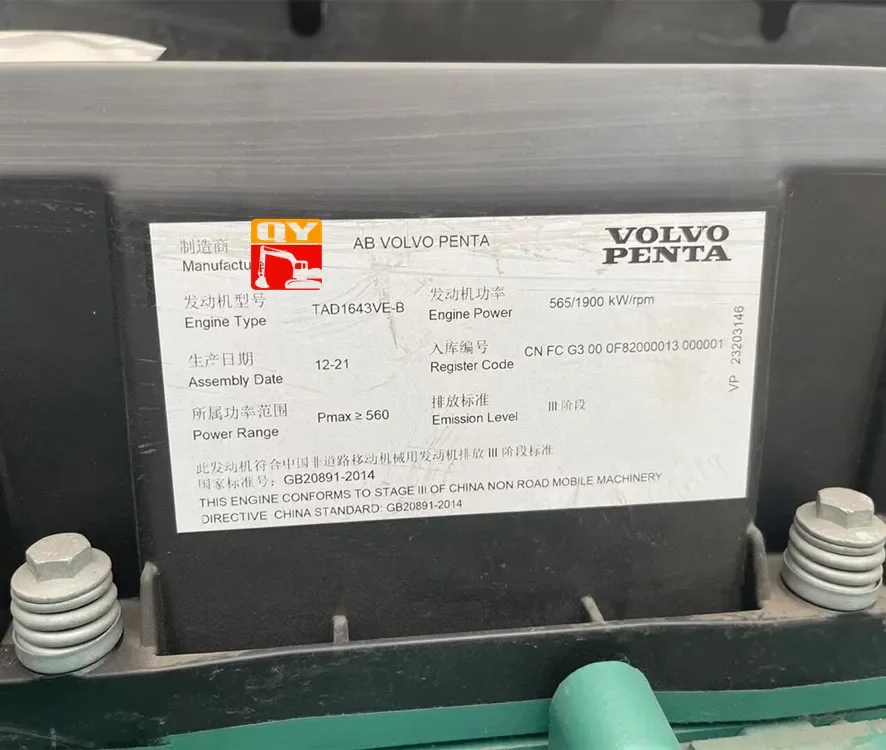 制造商
Manufacture
QY
AB VOLVO PENTA
VOLVO
PENTA
发动机型号
Engine Type
TAD1643VE-B
发动机功率
Engine Power
565/1900 kW/rpm
生产日期
Assembly Date
12-21
入库编号
Register Code
CN FC G3 00 0F82000013 000001
所属功率范围
Power Range
Pmax ≥ 560
排放标准
Emission Level
III 阶段
此发动机符合中国非道路移动机械用发动机排放 III 阶段标准
国家标准号: GB20891-2014
THIS ENGINE CONFORMS TO STAGE III OF CHINA NON ROAD MOBILE MACHINERY
DIRECTIVE CHINA STANDARD: GB20891-2014
VP 23203146